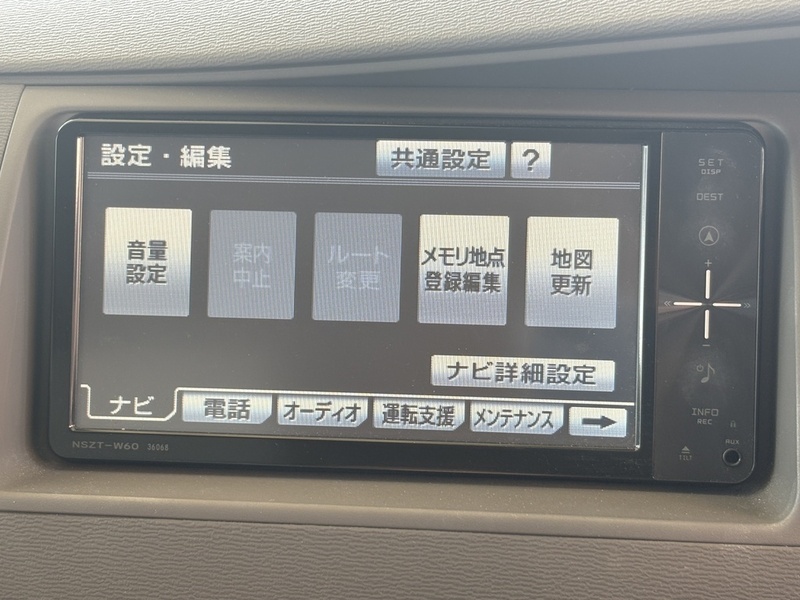 設定・編集
共通設定
?
音量
設定
案内
中止
ルート
変更
メモリ地点
登録編集
地図
更新
ナビ詳細設定
ナビ
電話
オーディオ
運転支援
メンテナンス
NSZT-W60 36068
SET
DISP
DEST
INFO
REC
AUX
TILT